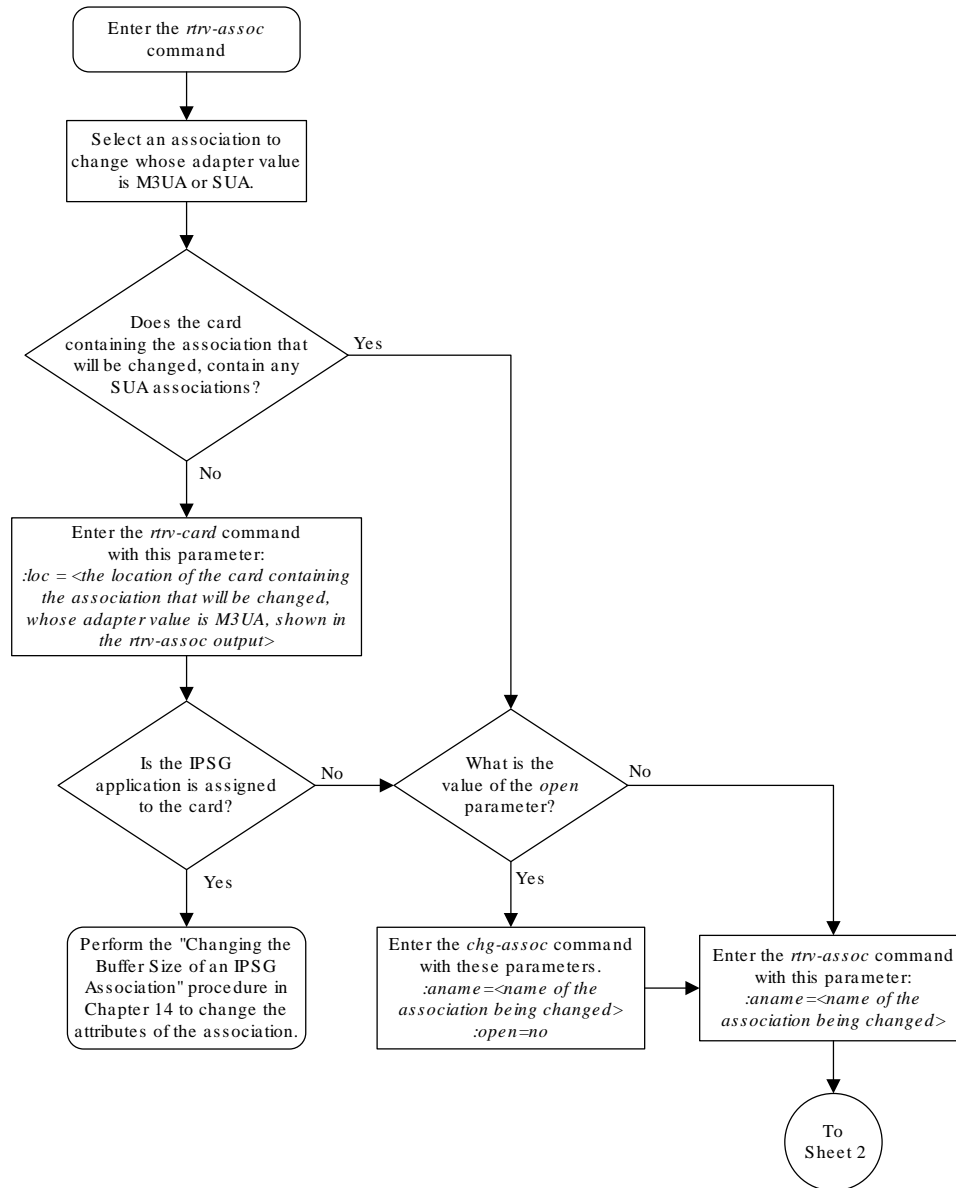 Enter the rtrv-assoc
command
Select an association to
change whose adapter value
is M3UA or SUA.
Does the card
containing the association that
will be changed, contain any
SUA associations?
Yes
No
Enter the rtrv-card command
with this parameter:
:loc = <the location of the card containing
the association that will be changed,
whose adapter value is M3UA, shown in
the rtrv-assoc output>
Is the IPSG
application is assigned
to the card?
No
Yes
What is the
value of the open
parameter?
No
Yes
Perform the "Changing the
Buffer Size of an IPSG
Association" procedure in
Chapter 14 to change the
attributes of the association.
Enter the chg-assoc command
with these parameters.
:aname=<name of the
association being changed>
:open=no
Enter the rtrv-assoc command
with this parameter:
:aname=<name of the
association being changed>
To
Sheet 2